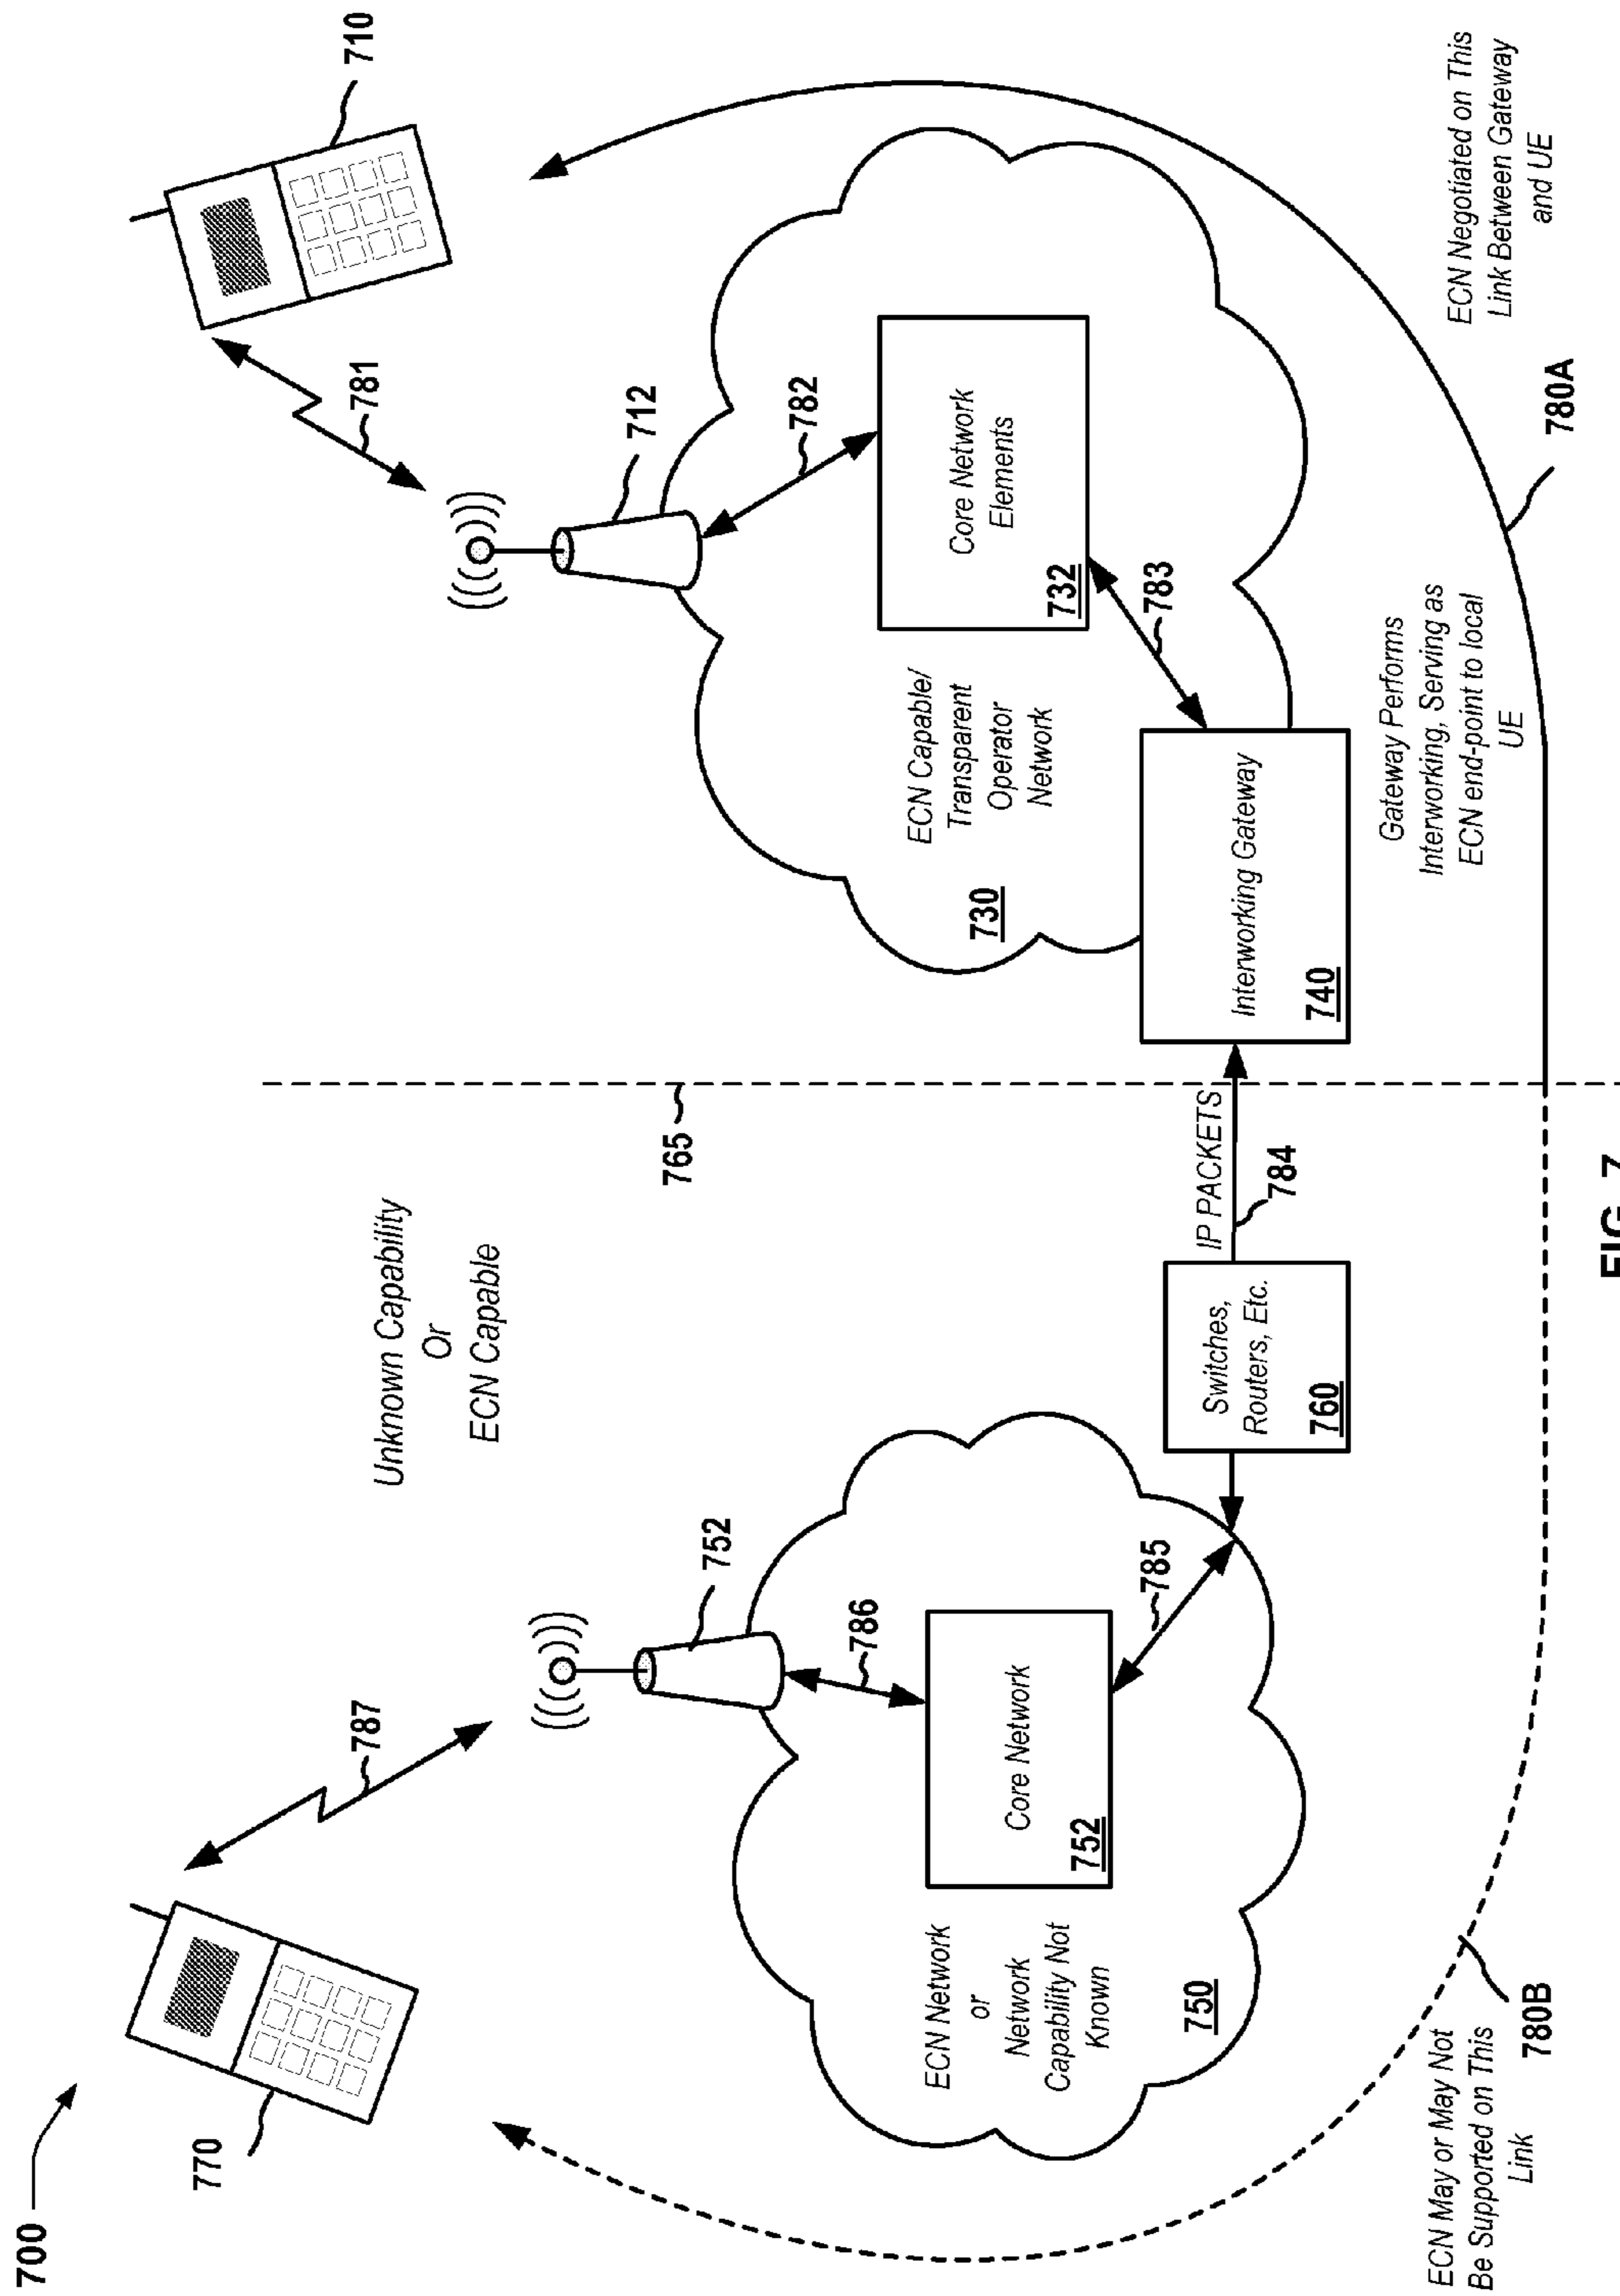 700
770
787
Unknown Capability
Or
ECN Capable
765
781
710
752
786
Core Network
752
785
ECN Network
or
Network
Capability Not
Known
750
Switches,
Routers, Etc.
760
IP PACKETS
784
712
782
Core Network
Elements
732
783
ECN Capable/
Transparent
Operator
Network
730
Interworking Gateway
740
Gateway Performs
Interworking, Serving as
ECN end-point to local
UE
ECN Negotiated on This
Link Between Gateway
and UE
780A
ECN May or May Not
Be Supported on This
Link
780B
FIG. 7